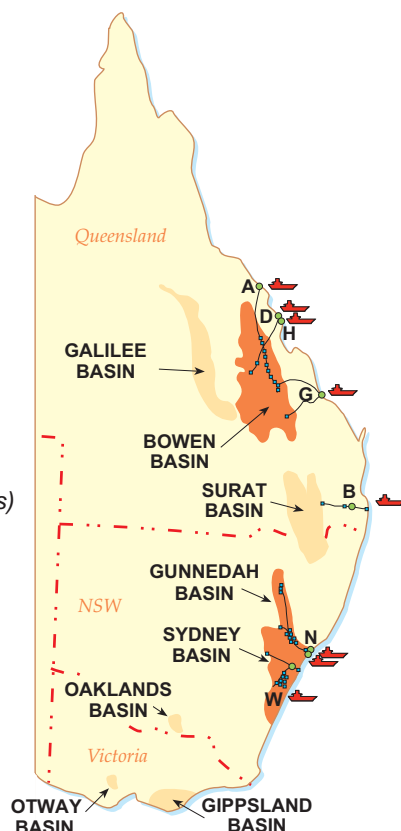 Queensland
A
D
H
GALILEE
BASIN
G
BOWEN
BASIN
s)
SURAT
BASIN
B
GUNNEDAH
BASIN
NSW
SYDNEY
BASIN
N
W
OAKLANDS
BASIN
Victoria
OTWAY
BASIN
GIPPSLAND
BASIN